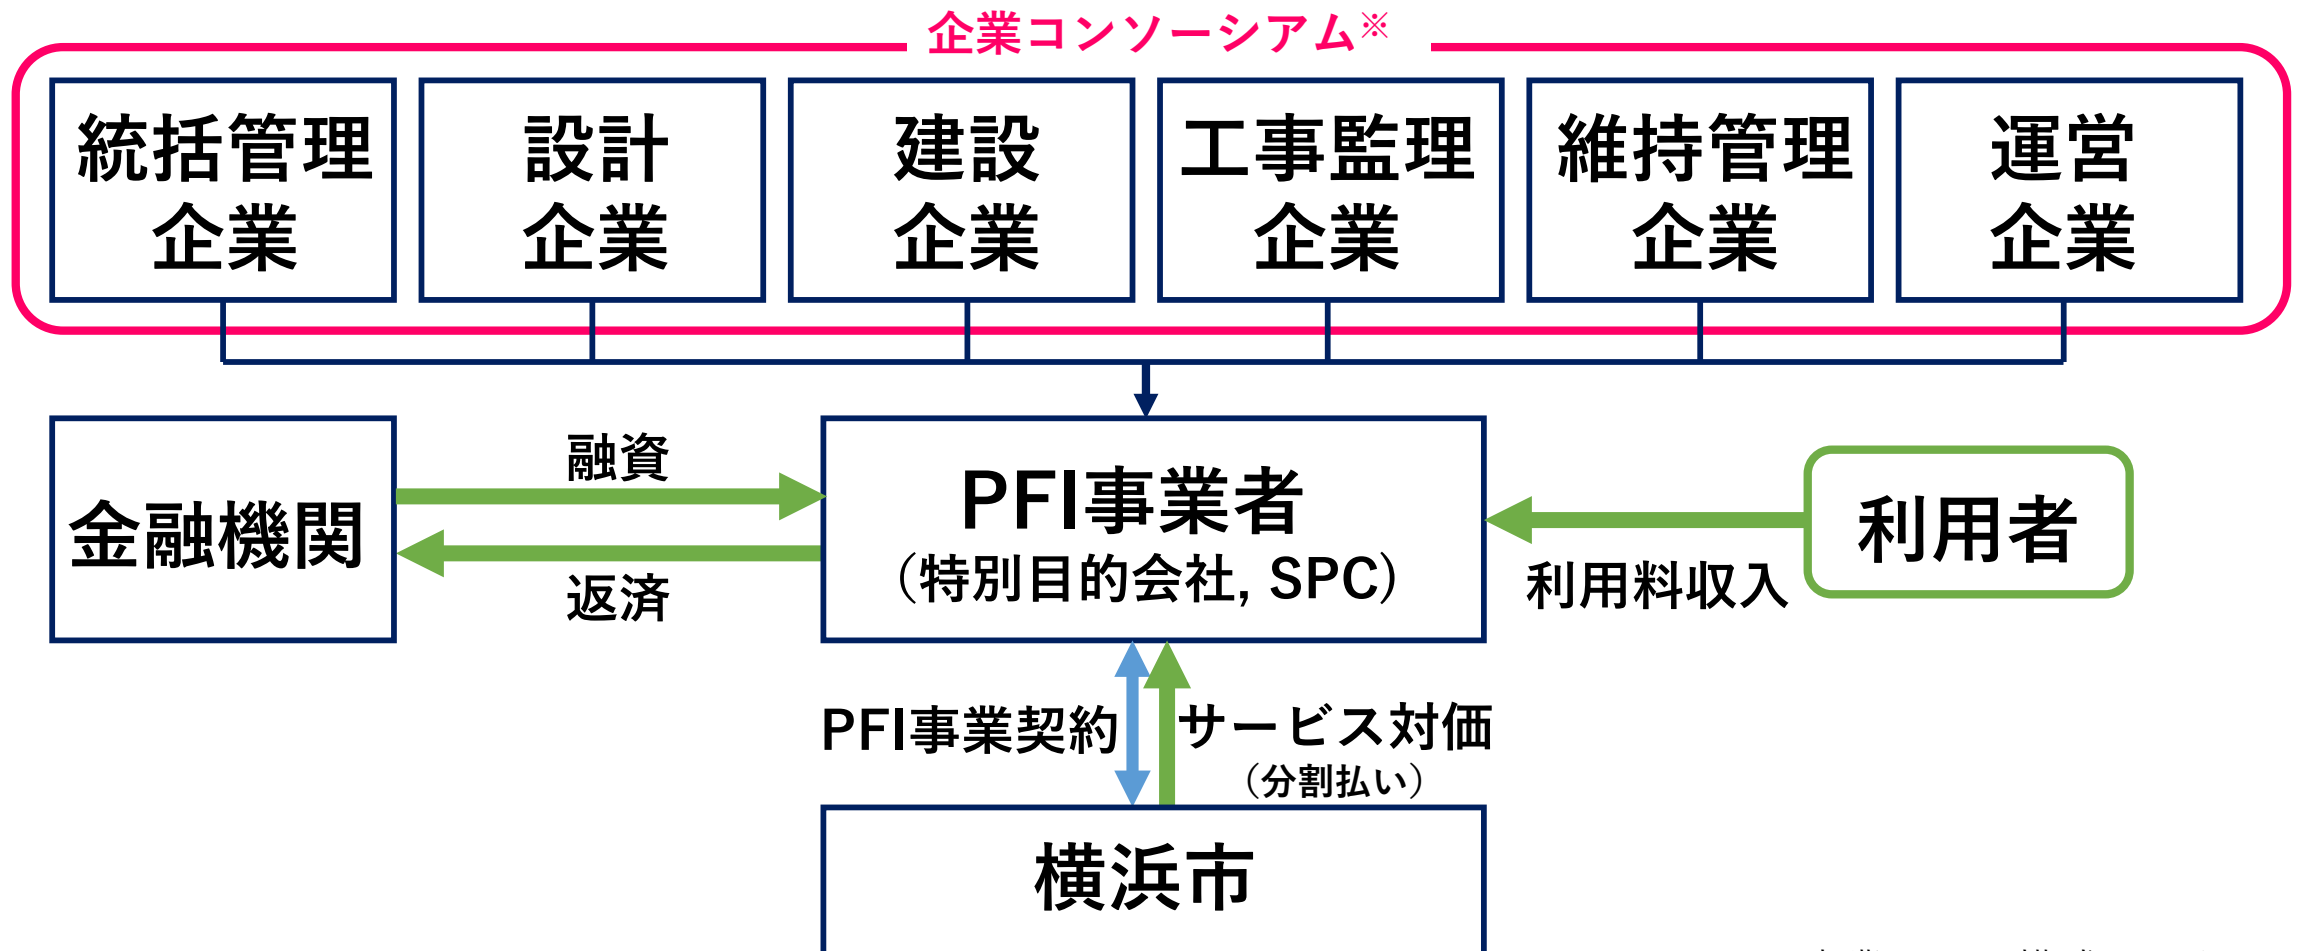 企業コンソーシアム※
統括管理
企業
設計
企業
建設
企業
工事監理
企業
維持管理
企業
運営
企業
金融機関
融資
返済
PFI事業者
（特別目的会社, SPC）
利用料収入
利用者
PFI事業契約
サービス対価
（分割払い）
横浜市